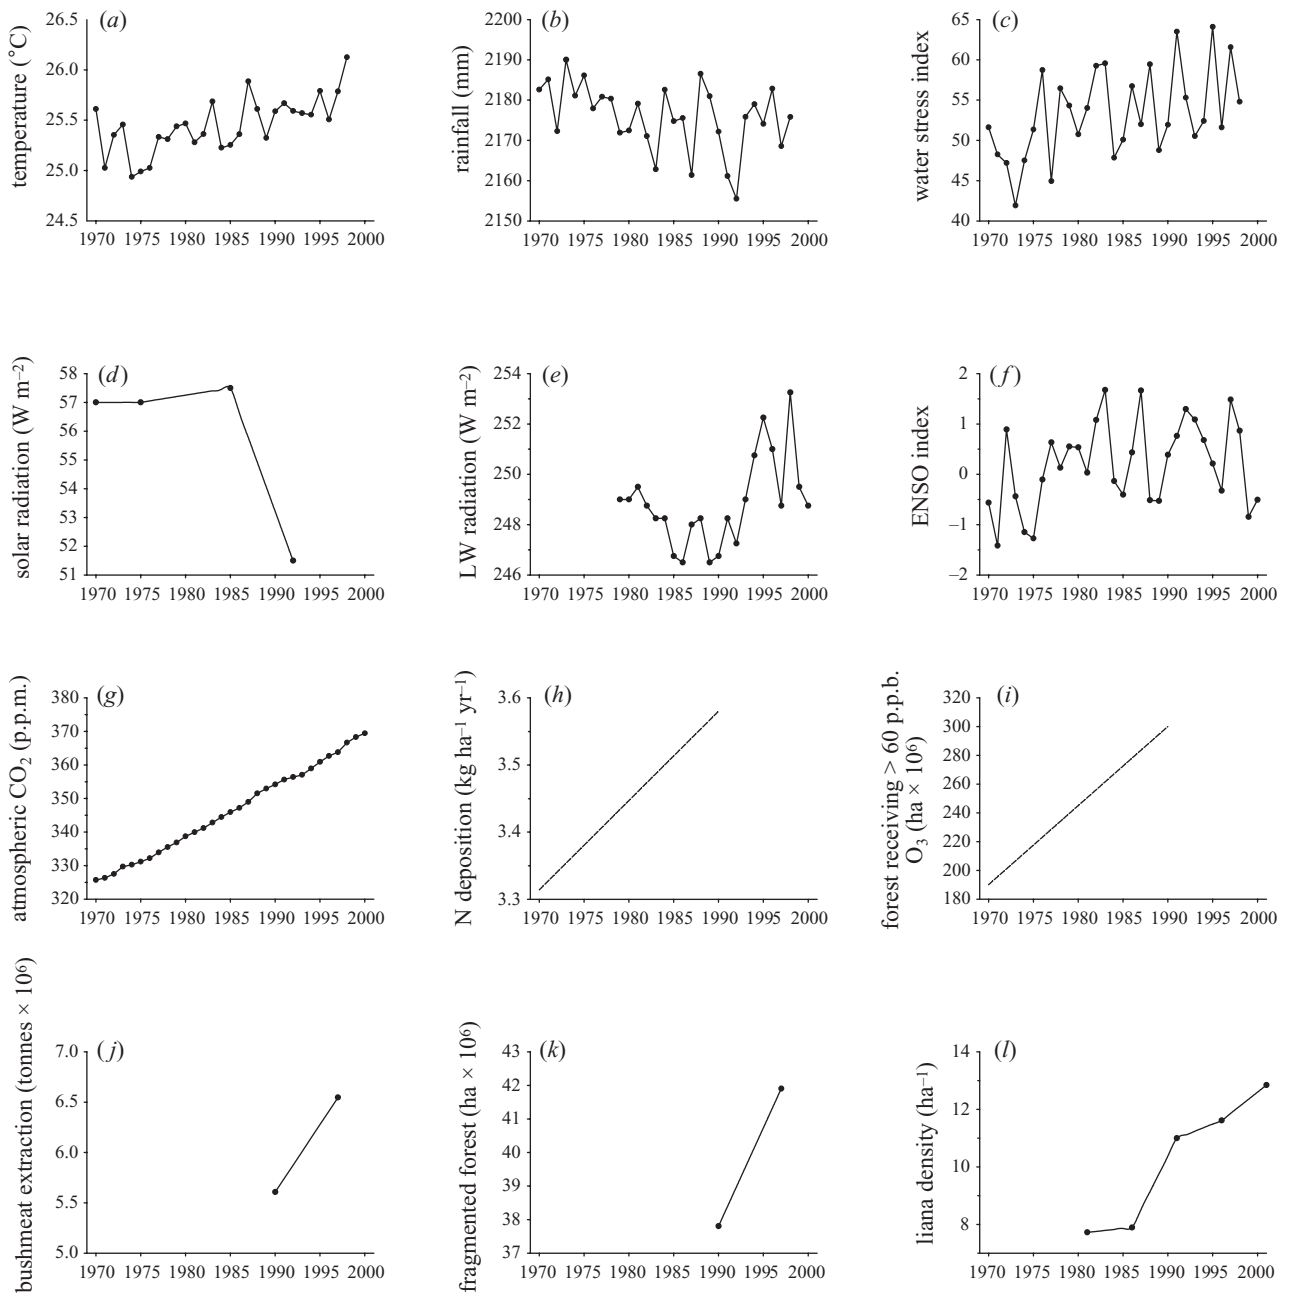 (a)
temperature (°C)
26.5
26.0
25.5
25.0
24.5
1970 1975 1980 1985 1990 1995 2000
(b)
rainfall (mm)
2200
2190
2180
2170
2160
2150
1970 1975 1980 1985 1990 1995 2000
(c)
water stress index
65
60
55
50
45
40
1970 1975 1980 1985 1990 1995 2000
(d)
solar radiation (W m⁻²)
58
57
56
55
54
53
52
51
1970 1975 1980 1985 1990 1995 2000
(e)
LW radiation (W m⁻²)
254
252
250
248
246
1970 1975 1980 1985 1990 1995 2000
(f)
ENSO index
2
1
0
–1
–2
1970 1975 1980 1985 1990 1995 2000
(g)
atmospheric CO₂ (p.p.m.)
380
370
360
350
340
330
320
1970 1975 1980 1985 1990 1995 2000
(h)
N deposition (kg ha⁻¹ yr⁻¹)
3.6
3.5
3.4
3.3
1970 1975 1980 1985 1990 1995 2000
(i)
forest receiving > 60 p.p.b.
O₃ (ha × 10⁶)
320
300
280
260
240
220
200
180
1970 1975 1980 1985 1990 1995 2000
(j)
bushmeat extraction (tonnes × 10⁶)
7.0
6.5
6.0
5.5
5.0
1970 1975 1980 1985 1990 1995 2000
(k)
fragmented forest (ha × 10⁶)
43
42
41
40
39
38
37
1970 1975 1980 1985 1990 1995 2000
(l)
liana density (ha⁻¹)
14
12
10
8
1970 1975 1980 1985 1990 1995 2000